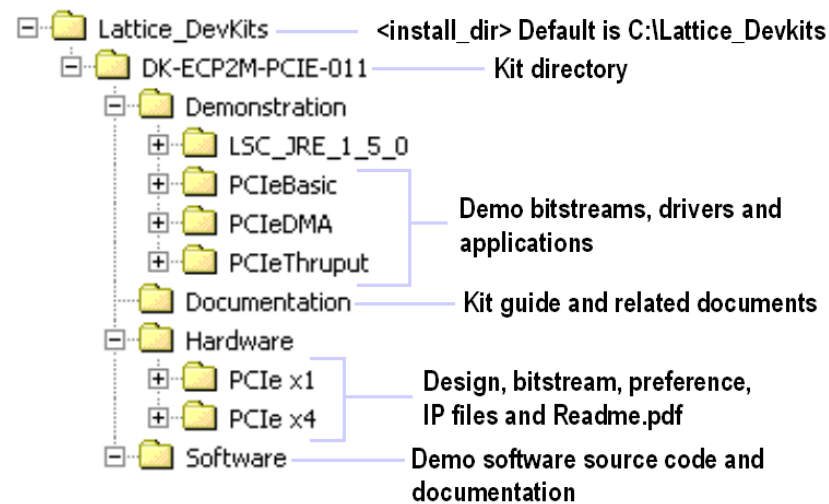 Lattice_DevKits <install_dir> Default is C:\Lattice_Devkits
DK-ECP2M-PCIE-011 Kit directory
Demonstration
LSC_JRE_1_5_0
PCIeBasic
PCIeDMA
Demo bitstreams, drivers and
applications
PCIeThruput
Documentation Kit guide and related documents
Hardware
PCIe x1
Design, bitstream, preference,
IP files and Readme.pdf
PCIe x4
Software Demo software source code and
documentation